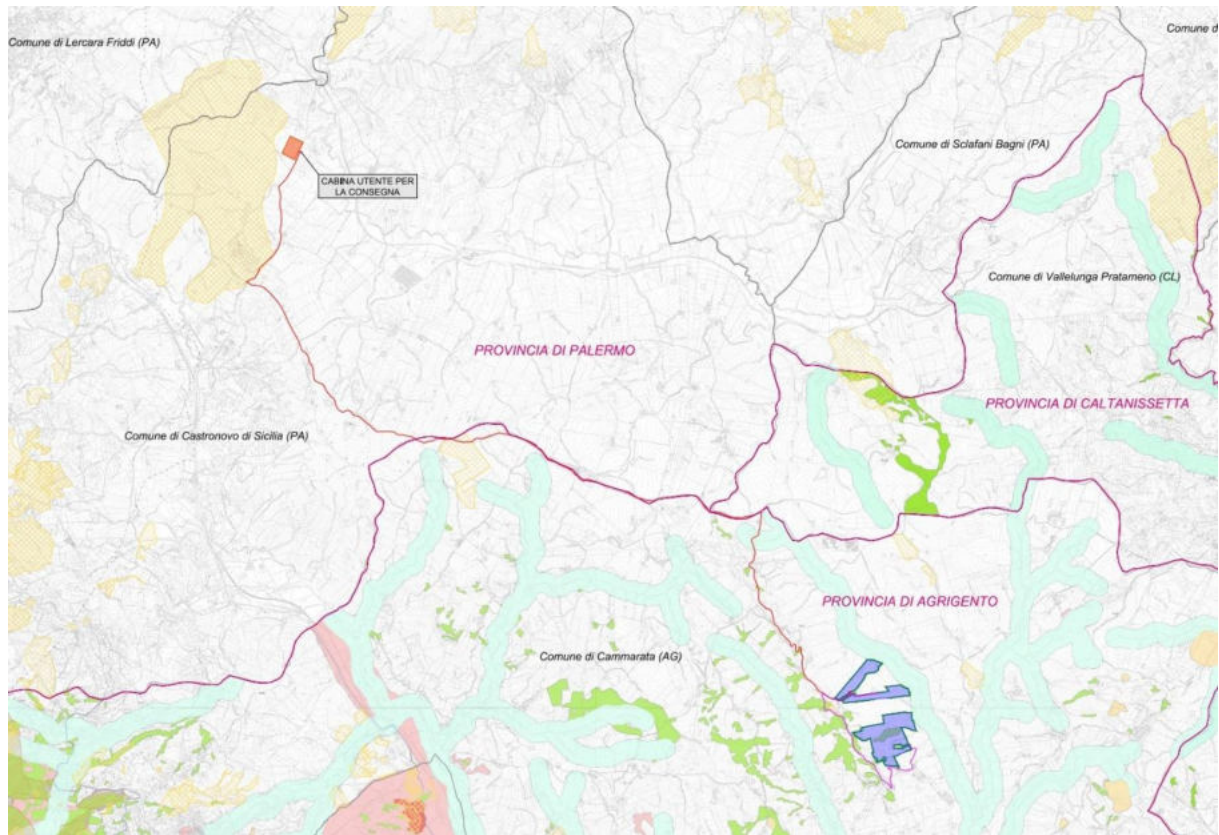 Comune di Lercara Friddi (PA)
Comune d
Comune di Sclafani Bagni (PA)
CABINA UTENTE PER
LA CONSEGNA
Comune di Vallelunga Pratameno (CL)
PROVINCIA DI PALERMO
PROVINCIA DI CALTANISSETTA
Comune di Castronovo di Sicilia (PA)
PROVINCIA DI AGRIGENTO
Comune di Cammarata (AG)